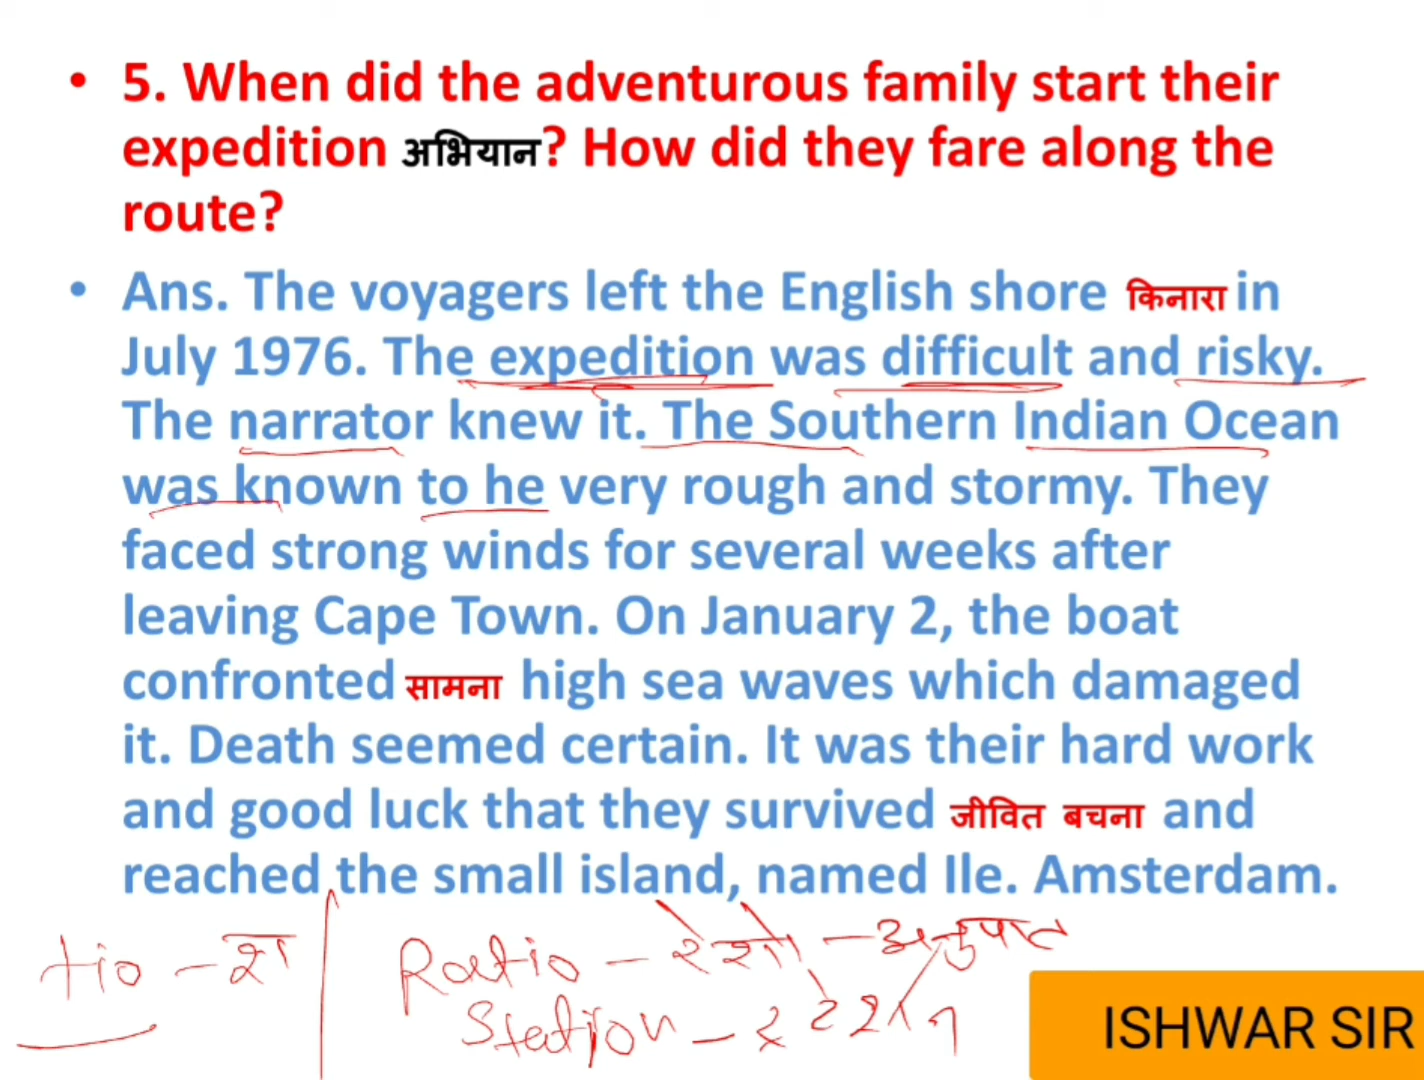 • 5. When did the adventurous family start their
expedition अभियान? How did they fare along the
route?
• Ans. The voyagers left the English shore किनारा in
July 1976. The expedition was difficult and risky.
The narrator knew it. The Southern Indian Ocean
was known to he very rough and stormy. They
faced strong winds for several weeks after
leaving Cape Town. On January 2, the boat
confronted सामना high sea waves which damaged
it. Death seemed certain. It was their hard work
and good luck that they survived जीवित बचना and
reached the small island, named Ile. Amsterdam.
tio - श
Ratio - रेशो - अनुपात
Station -
ISHWAR SIR